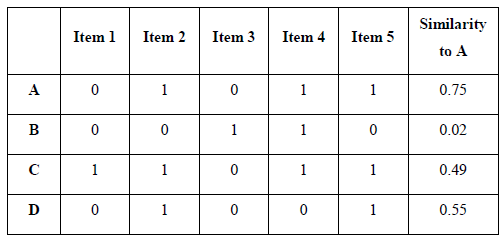 Item 1 Item 2 Item 3 Item 4 Item 5 Similarity to A
A 0 1 0 1 1 0.75
B 0 0 1 1 0 0.02
C 1 1 0 1 1 0.49
D 0 1 0 0 1 0.55